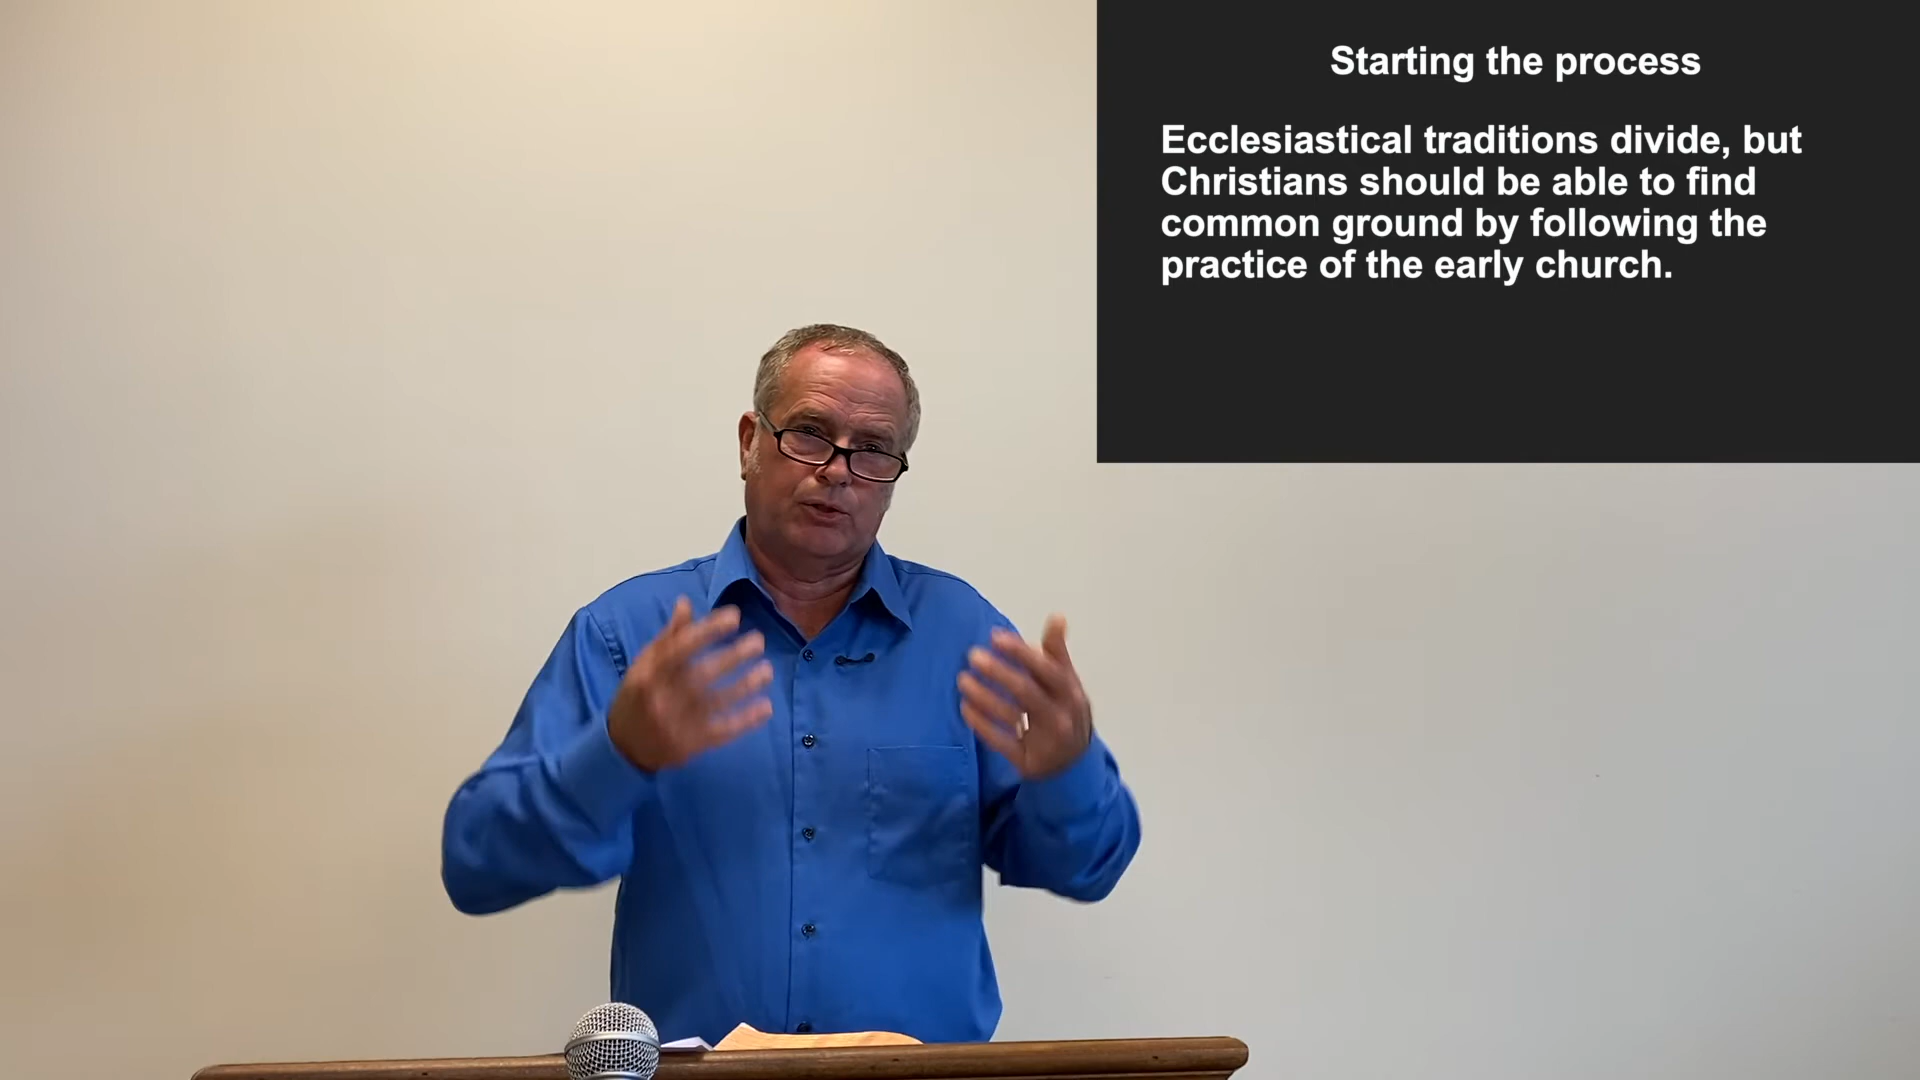 Starting the process
Ecclesiastical traditions divide, but
Christians should be able to find
common ground by following the
practice of the early church.